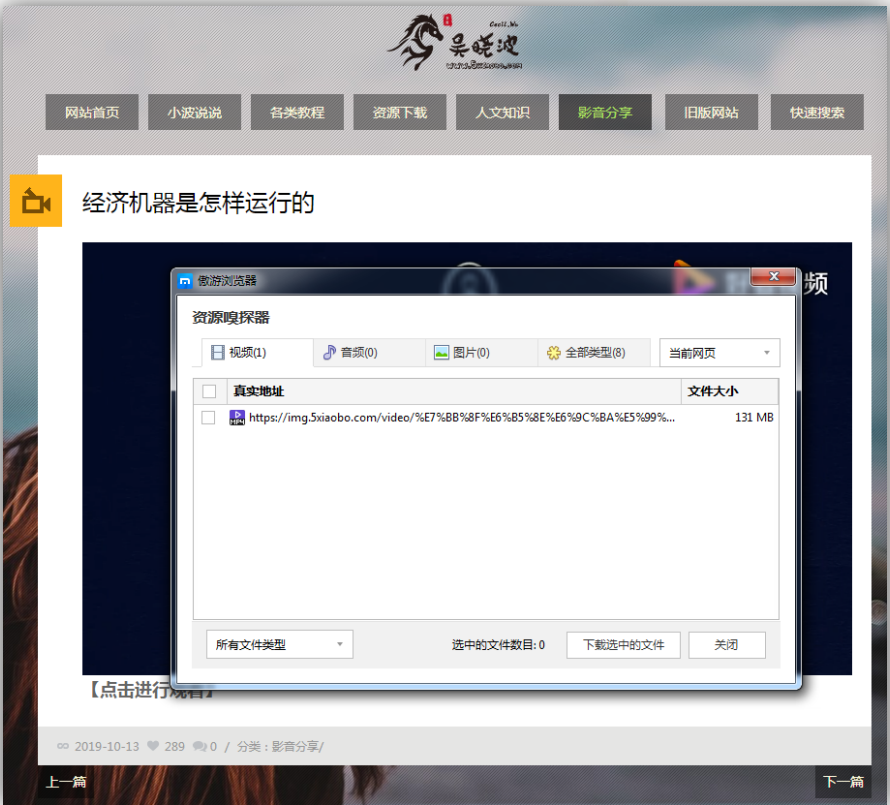 Cecil.Wu
吴晓波
www.5xiaobo.com
网站首页 小波说说 各类教程 资源下载 人文知识 影音分享 旧版网站 快速搜索
经济机器是怎样运行的
频
傲游浏览器
资源嗅探器
视频(1) 音频(0) 图片(0) 全部类型(8) 当前网页
真实地址 文件大小
https://img.5xiaobo.com/video/%E7%BB%8F%E6%B5%8E%E6%9C%BA%E5%99%... 131 MB
所有文件类型 选中的文件数目: 0 下载选中的文件 关闭
【点击进行观看】
2019-10-13 289 0 / 分类：影音分享/
上一篇 下一篇